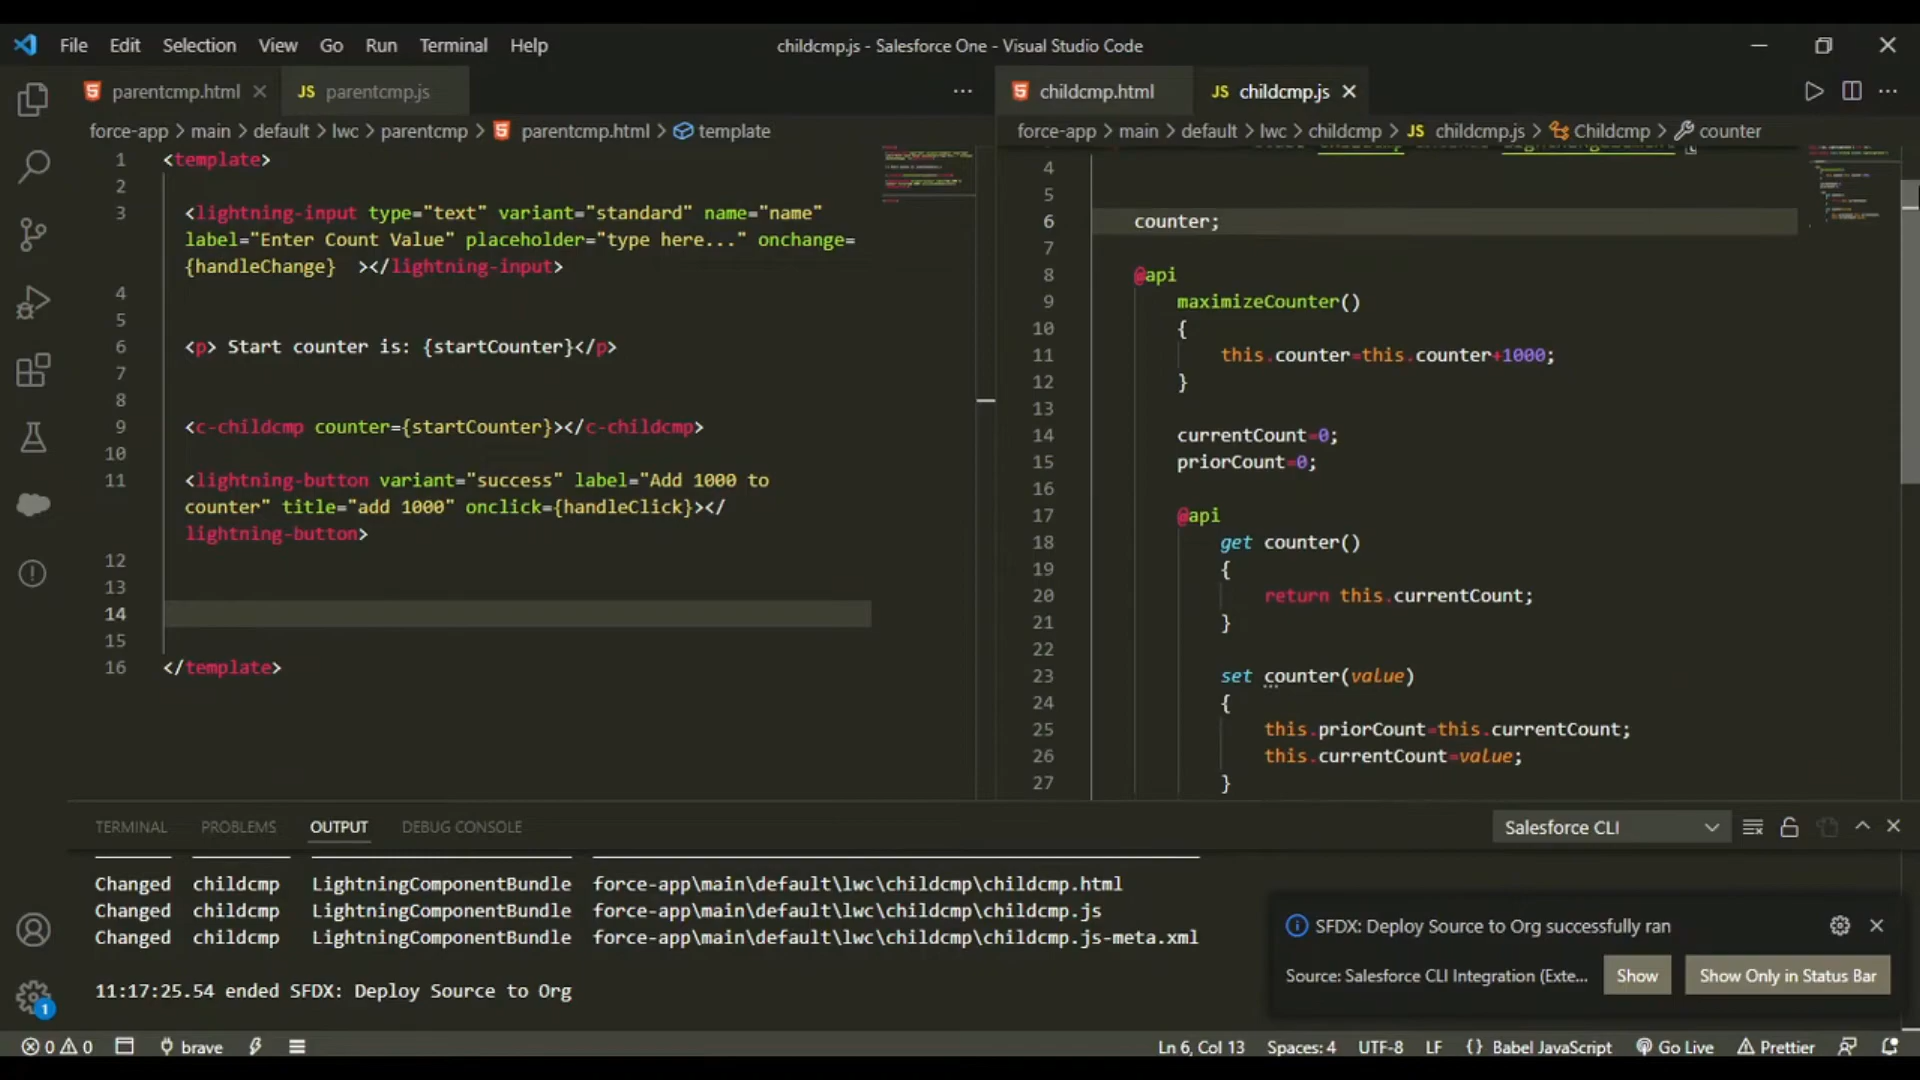 File Edit Selection View Go Run Terminal Help
childcmp.js - Salesforce One - Visual Studio Code
parentcmp.html
JS parentcmp.js
force-app > main > default > lwc > parentcmp > parentcmp.html > template
1 <template>
2
3 <lightning-input type="text" variant="standard" name="name"
label="Enter Count Value" placeholder="type here..." onchange=
{handleChange} ></lightning-input>
4
5
6 <p> Start counter is: {startCounter}</p>
7
8
9 <c-childcmp counter={startCounter}></c-childcmp>
10
11 <lightning-button variant="success" label="Add 1000 to
counter" title="add 1000" onclick={handleClick}></
lightning-button>
12
13
14
15
16 </template>
childcmp.html
JS childcmp.js
force-app > main > default > lwc > childcmp > JS childcmp.js > Childcmp > counter
4
5
6 counter;
7
8 @api
9 maximizeCounter()
10 {
11 this.counter=this.counter+1000;
12 }
13
14 currentCount=0;
15 priorCount=0;
16
17 @api
18 get counter()
19 {
20 return this.currentCount;
21 }
22
23 set counter(value)
24 {
25 this.priorCount=this.currentCount;
26 this.currentCount=value;
27 }
TERMINAL PROBLEMS OUTPUT DEBUG CONSOLE
Salesforce CLI
Changed childcmp LightningComponentBundle force-app\main\default\lwc\childcmp\childcmp.html
Changed childcmp LightningComponentBundle force-app\main\default\lwc\childcmp\childcmp.js
Changed childcmp LightningComponentBundle force-app\main\default\lwc\childcmp\childcmp.js-meta.xml
11:17:25.54 ended SFDX: Deploy Source to Org
SFDX: Deploy Source to Org successfully ran
Source: Salesforce CLI Integration (Exte...
Show
Show Only in Status Bar
1
0 0 brave
Ln 6, Col 13 Spaces: 4 UTF-8 LF {} Babel JavaScript Go Live Prettier